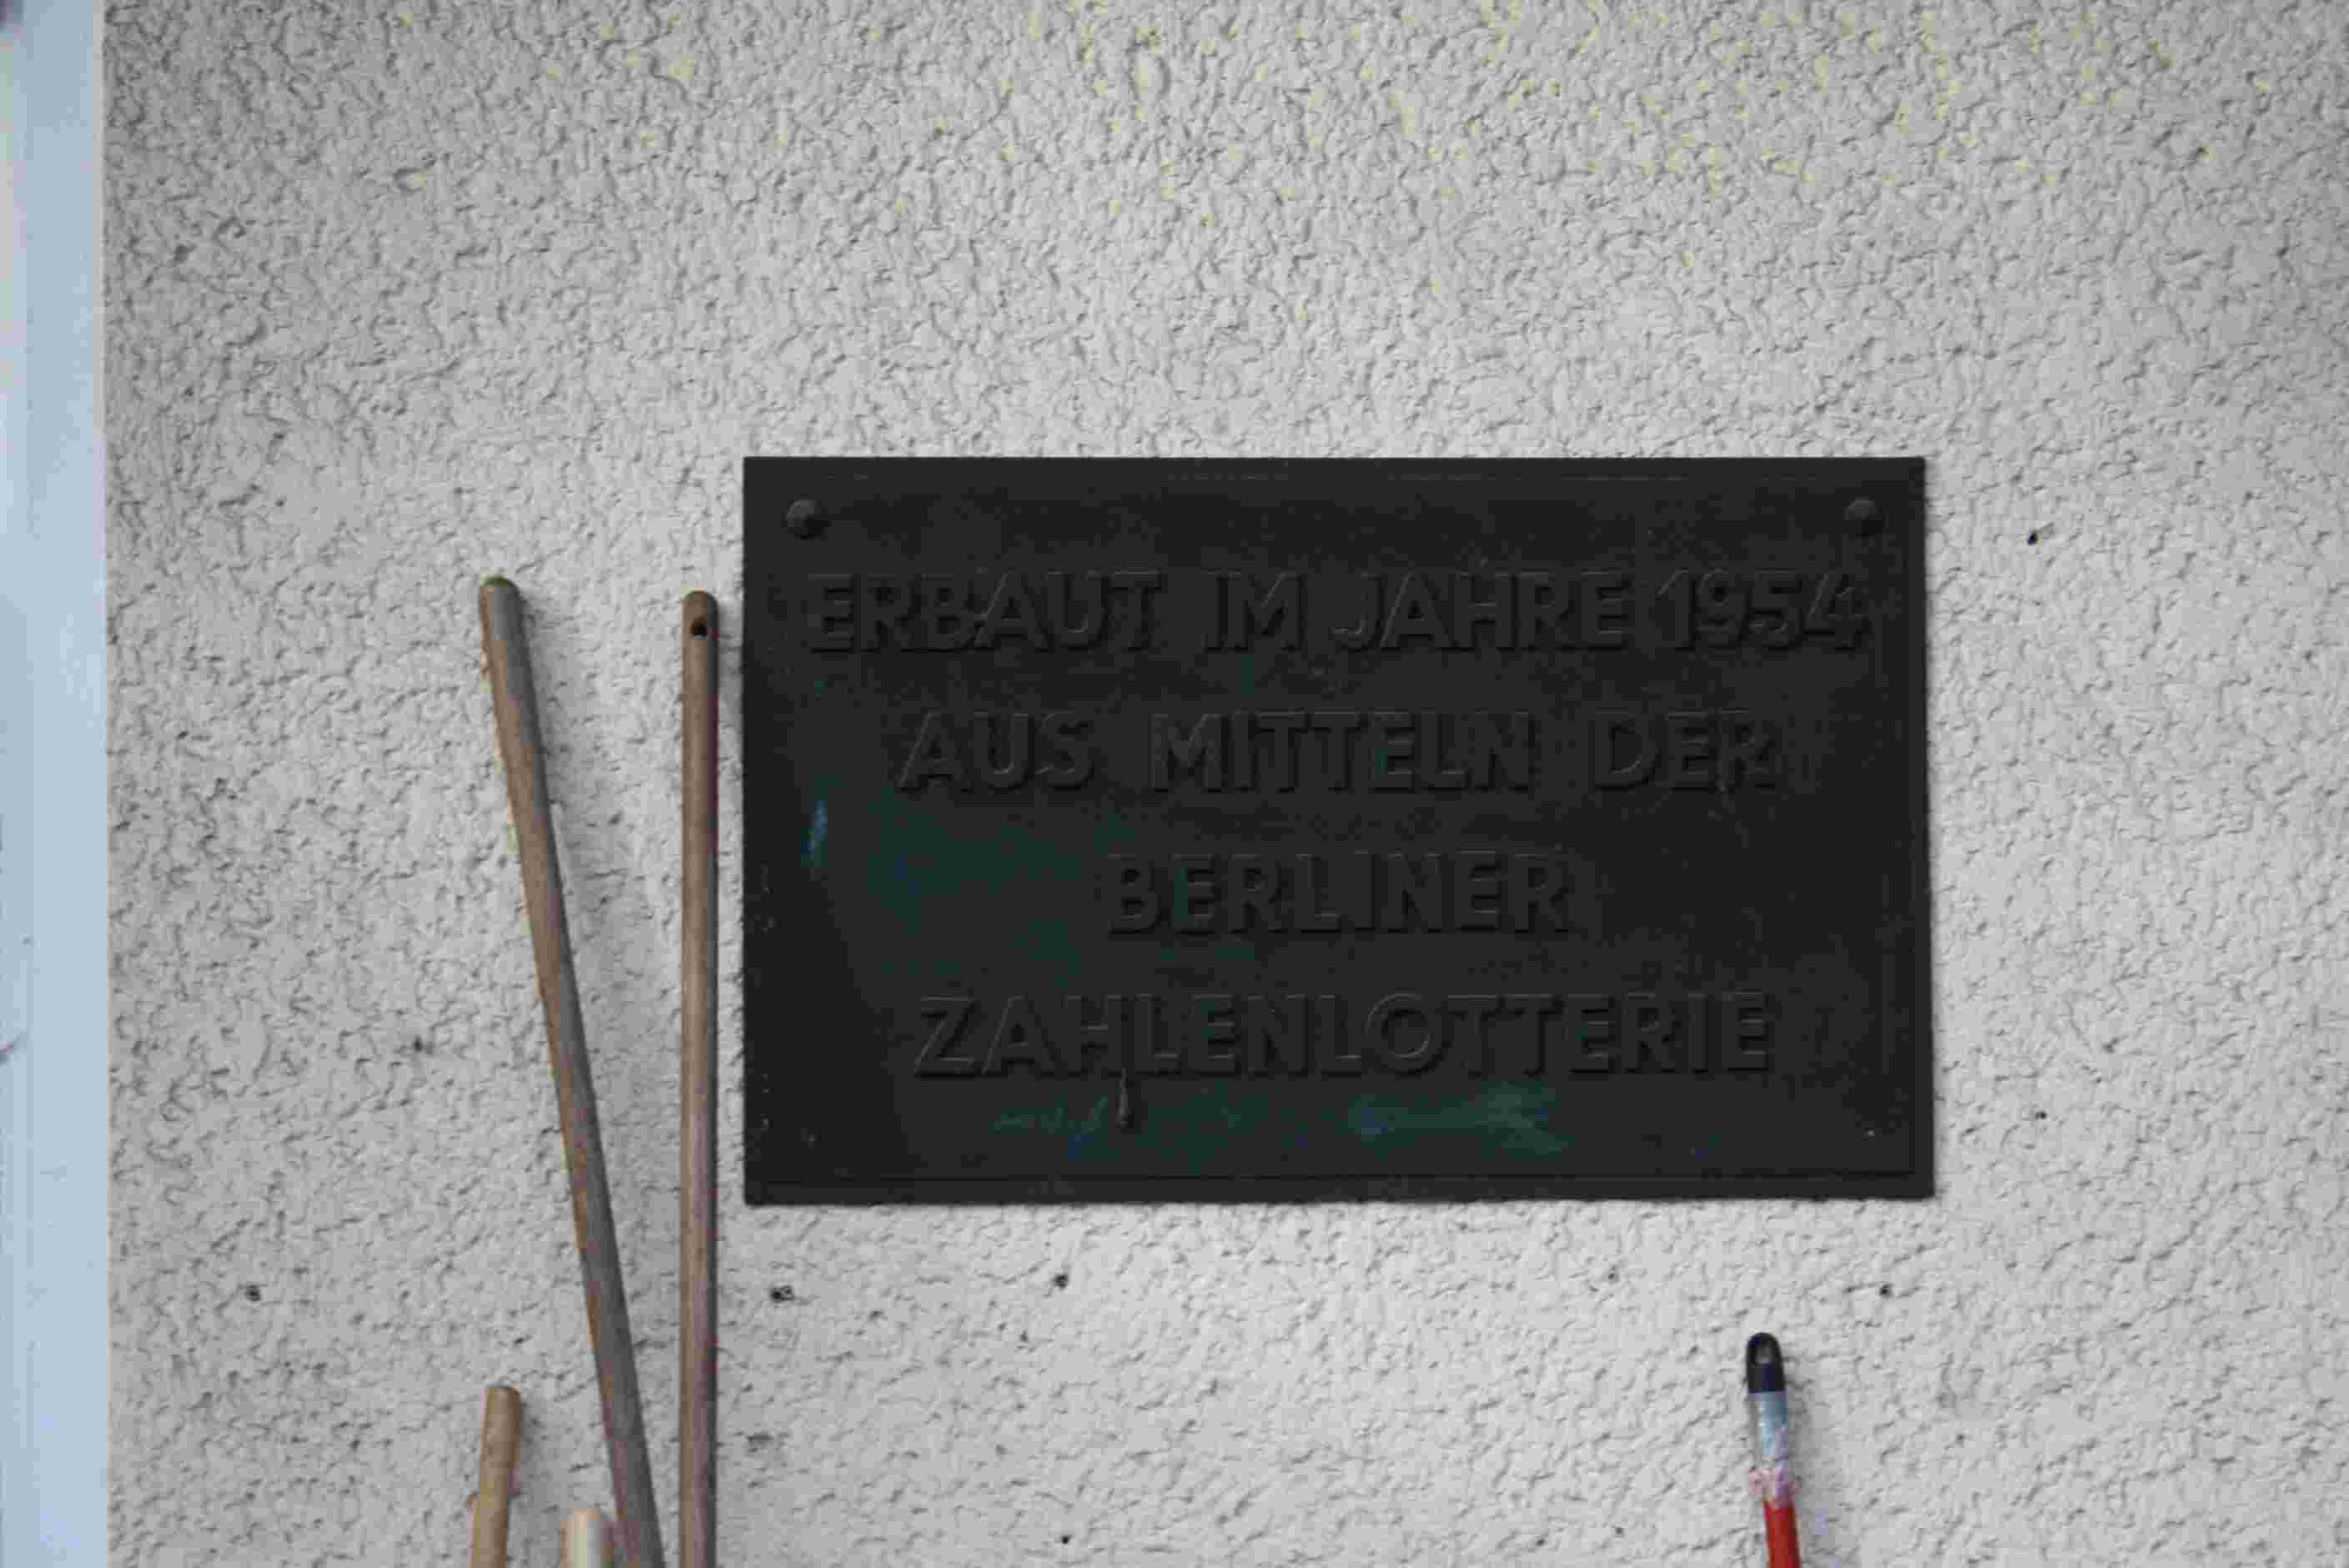 ERBAUT IM JAHRE 1954
AUS MITTELN DER
BERLINER
ZAHLENLOTTERIE